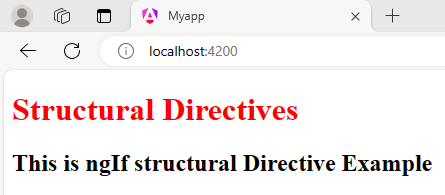 Myapp
localhost:4200
Structural Directives
This is ngIf structural Directive Example